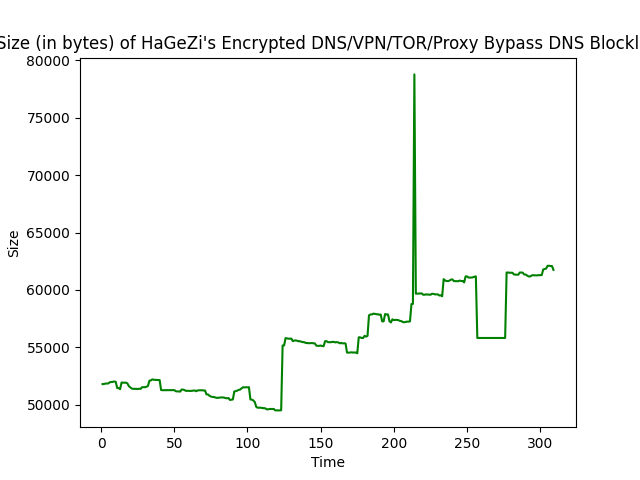 Size (in bytes) of HaGeZi's Encrypted DNS/VPN/TOR/Proxy Bypass DNS Blockl
80000
75000
70000
65000
60000
55000
50000
Size
0 50 100 150 200 250 300
Time